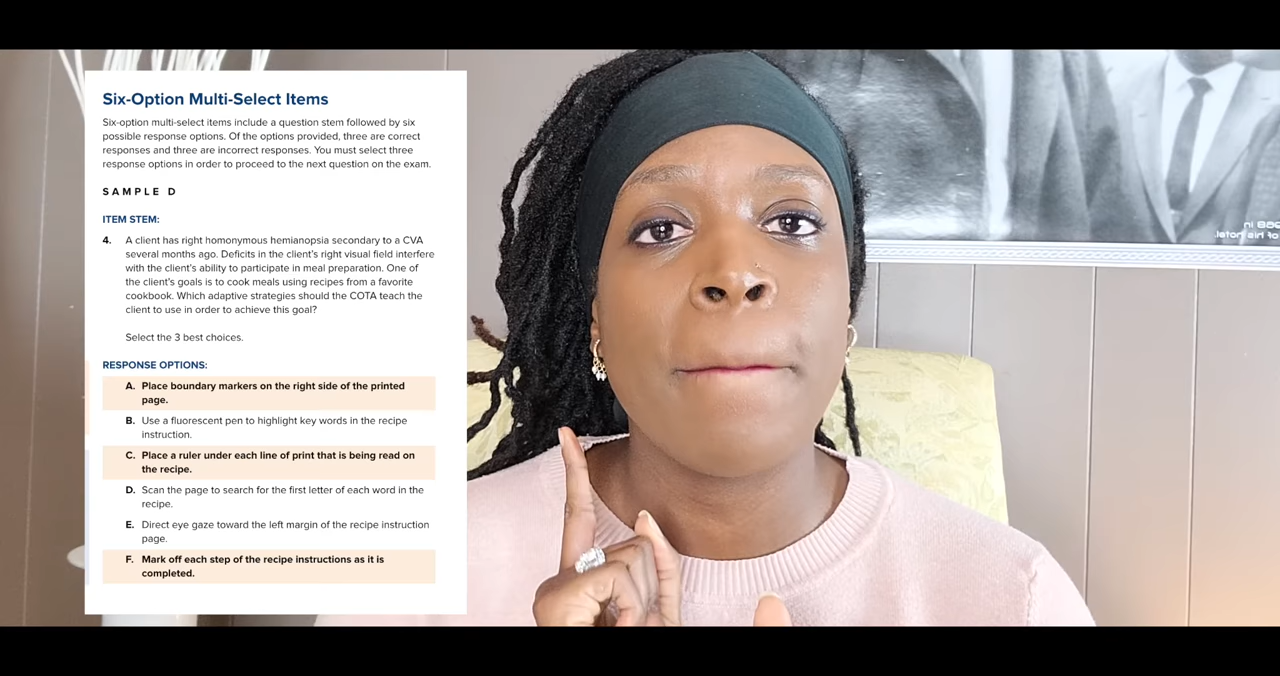 Six-Option Multi-Select Items
Six-option multi-select items include a question stem followed by six
possible response options. Of the options provided, three are correct
responses and three are incorrect responses. You must select three
response options in order to proceed to the next question on the exam.
SAMPLE D
ITEM STEM:
4. A client has right homonymous hemianopsia secondary to a CVA
several months ago. Deficits in the client's right visual field interfere
with the client's ability to participate in meal preparation. One of
the client's goals is to cook meals using recipes from a favorite
cookbook. Which adaptive strategies should the COTA teach the
client to use in order to achieve this goal?
Select the 3 best choices.
RESPONSE OPTIONS:
A. Place boundary markers on the right side of the printed
page.
B. Use a fluorescent pen to highlight key words in the recipe
instruction.
C. Place a ruler under each line of print that is being read on
the recipe.
D. Scan the page to search for the first letter of each word in the
recipe.
E. Direct eye gaze toward the left margin of the recipe instruction
page.
F. Mark off each step of the recipe instructions as it is
completed.